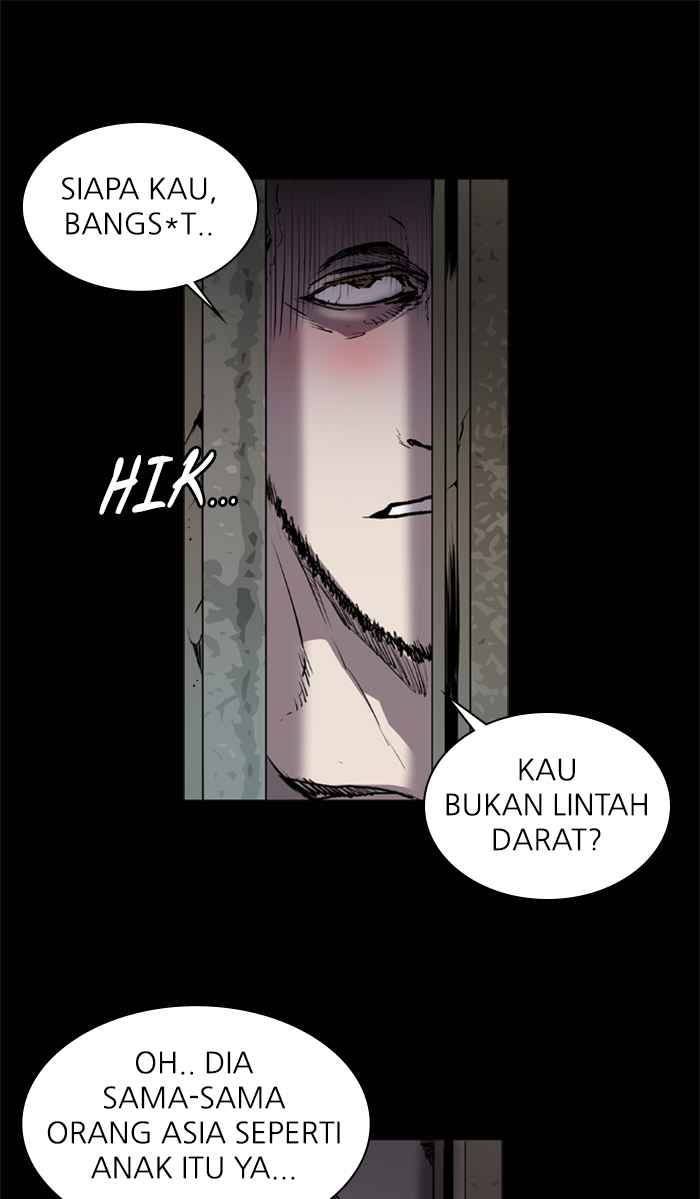 SIAPA KAU,
BANGS*T..
HIK...
KAU
BUKAN LINTAH
DARAT?
OH.. DIA
SAMA-SAMA
ORANG ASIA SEPERTI
ANAK ITU YA...